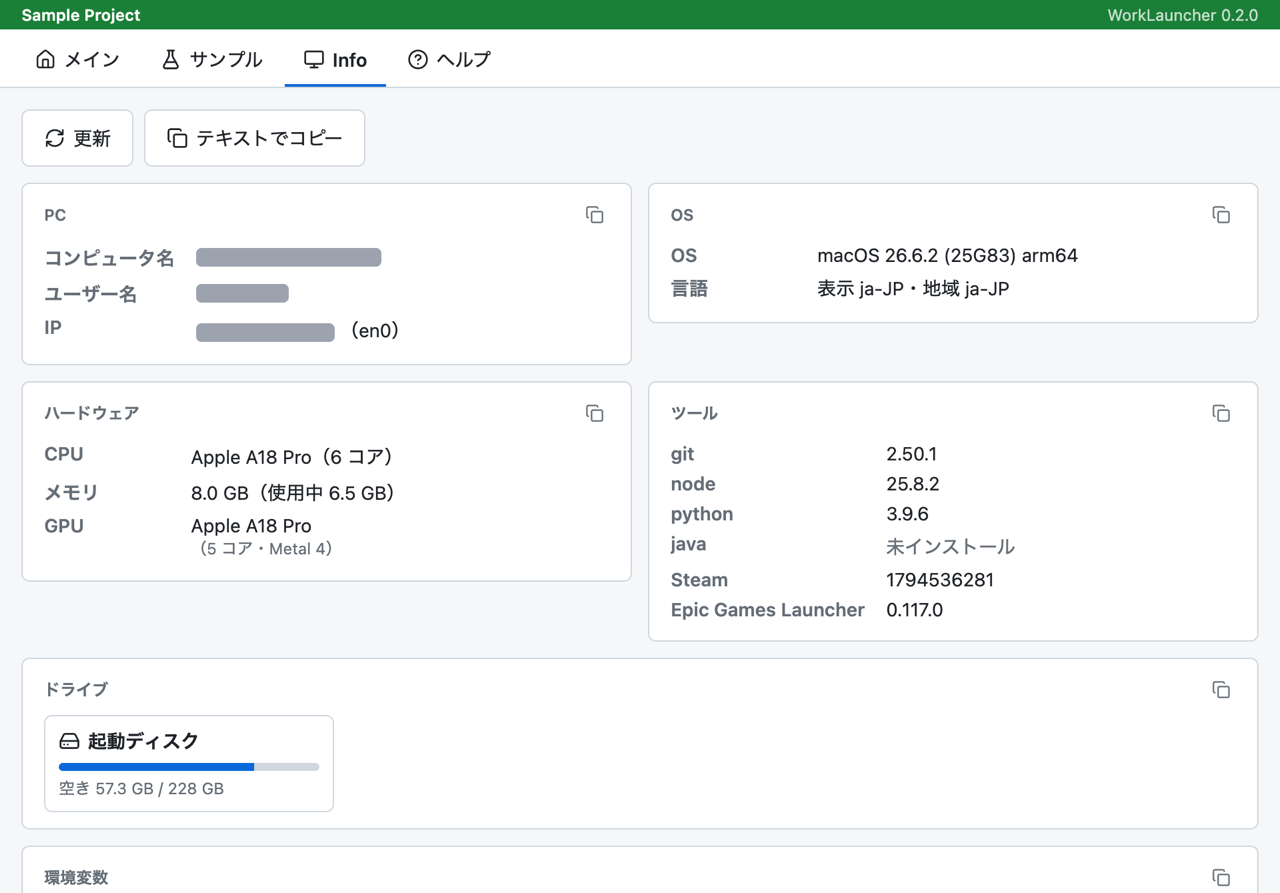 Sample Project
WorkLauncher 0.2.0
メイン
サンプル
Info
ヘルプ
更新
テキストでコピー
PC
コンピュータ名
ユーザー名
IP （en0）
OS
OS macOS 26.6.2 (25G83) arm64
言語 表示 ja-JP・地域 ja-JP
ハードウェア
CPU Apple A18 Pro（6 コア）
メモリ 8.0 GB（使用中 6.5 GB）
GPU Apple A18 Pro
（5 コア・Metal 4）
ツール
git 2.50.1
node 25.8.2
python 3.9.6
java 未インストール
Steam 1794536281
Epic Games Launcher 0.117.0
ドライブ
起動ディスク
空き 57.3 GB / 228 GB
環境変数